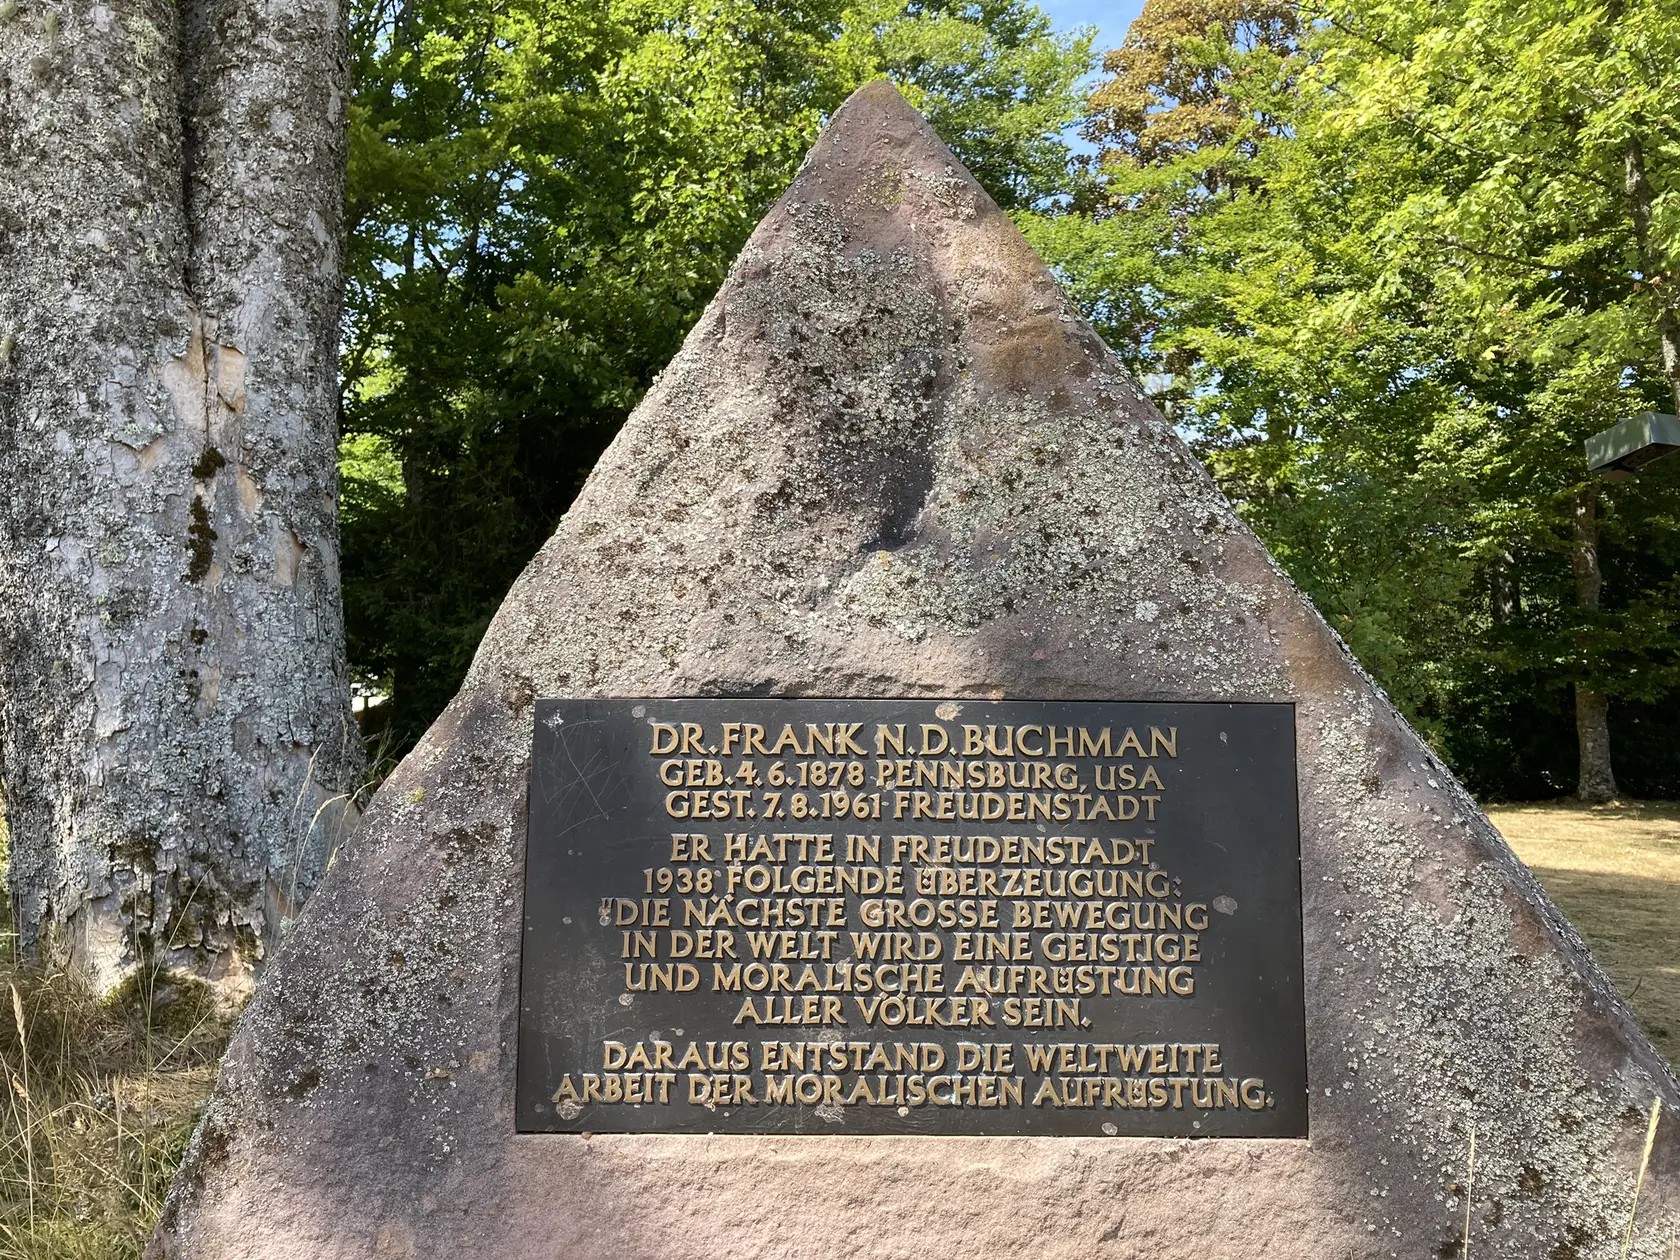 DR. FRANK N. D. BUCHMAN
GEB. 4. 6. 1878 PENNSBURG, USA
GEST. 7. 8. 1961 FREUDENSTADT
ER HATTE IN FREUDENSTADT
1938 FOLGENDE ÜBERZEUGUNG:
"DIE NÄCHSTE GROSSE BEWEGUNG
IN DER WELT WIRD EINE GEISTIGE
UND MORALISCHE AUFRÜSTUNG
ALLER VÖLKER SEIN.
DARAUS ENTSTAND DIE WELTWEITE
ARBEIT DER MORALISCHEN AUFRÜSTUNG.